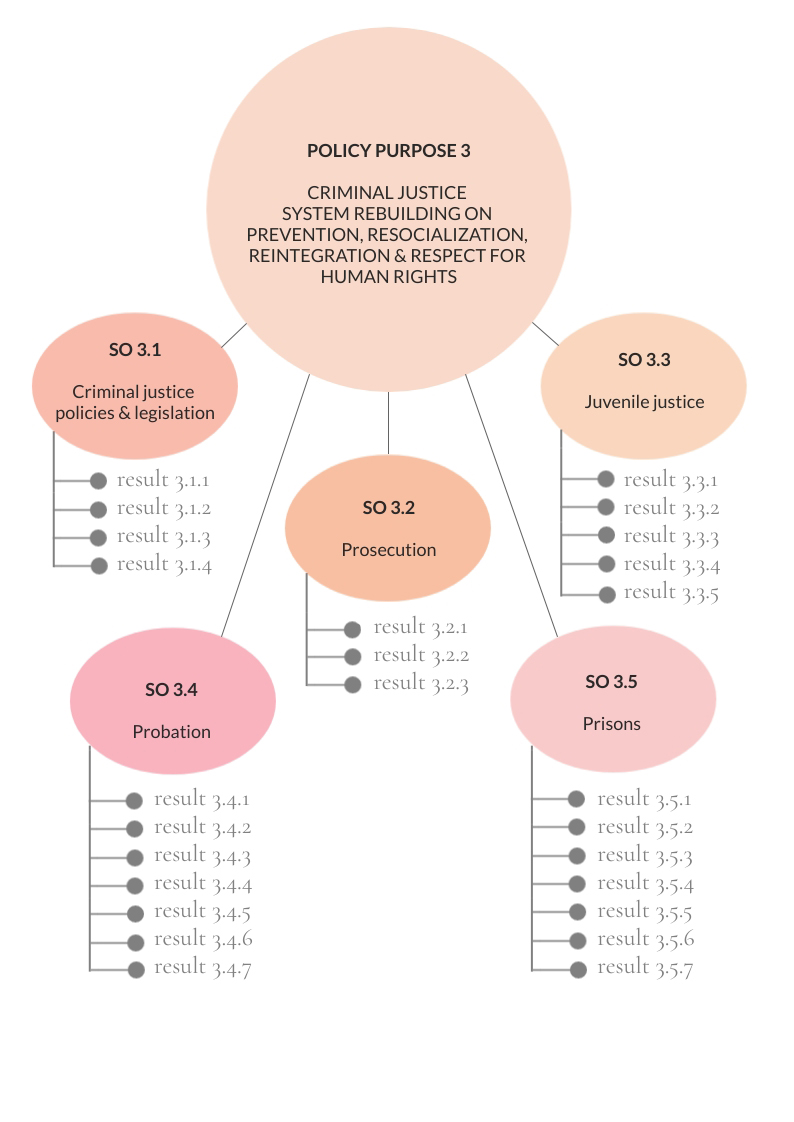 POLICY PURPOSE 3
CRIMINAL JUSTICE
SYSTEM REBUILDING ON
PREVENTION, RESOCIALIZATION,
REINTEGRATION & RESPECT FOR
HUMAN RIGHTS
SO 3.1
Criminal justice
policies & legislation
result 3.1.1
result 3.1.2
result 3.1.3
result 3.1.4
SO 3.2
Prosecution
result 3.2.1
result 3.2.2
result 3.2.3
SO 3.3
Juvenile justice
result 3.3.1
result 3.3.2
result 3.3.3
result 3.3.4
result 3.3.5
SO 3.4
Probation
result 3.4.1
result 3.4.2
result 3.4.3
result 3.4.4
result 3.4.5
result 3.4.6
result 3.4.7
SO 3.5
Prisons
result 3.5.1
result 3.5.2
result 3.5.3
result 3.5.4
result 3.5.5
result 3.5.6
result 3.5.7